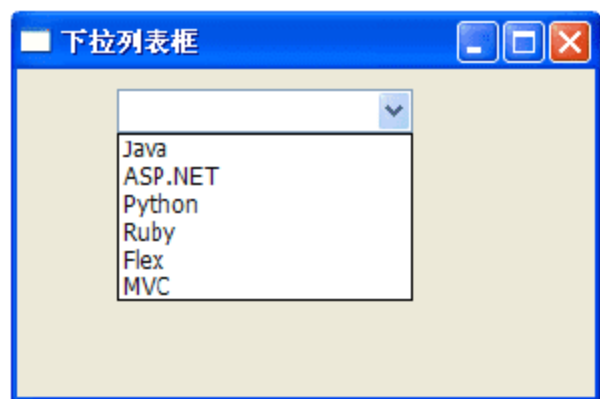 下拉列表框
Java
ASP.NET
Python
Ruby
Flex
MVC